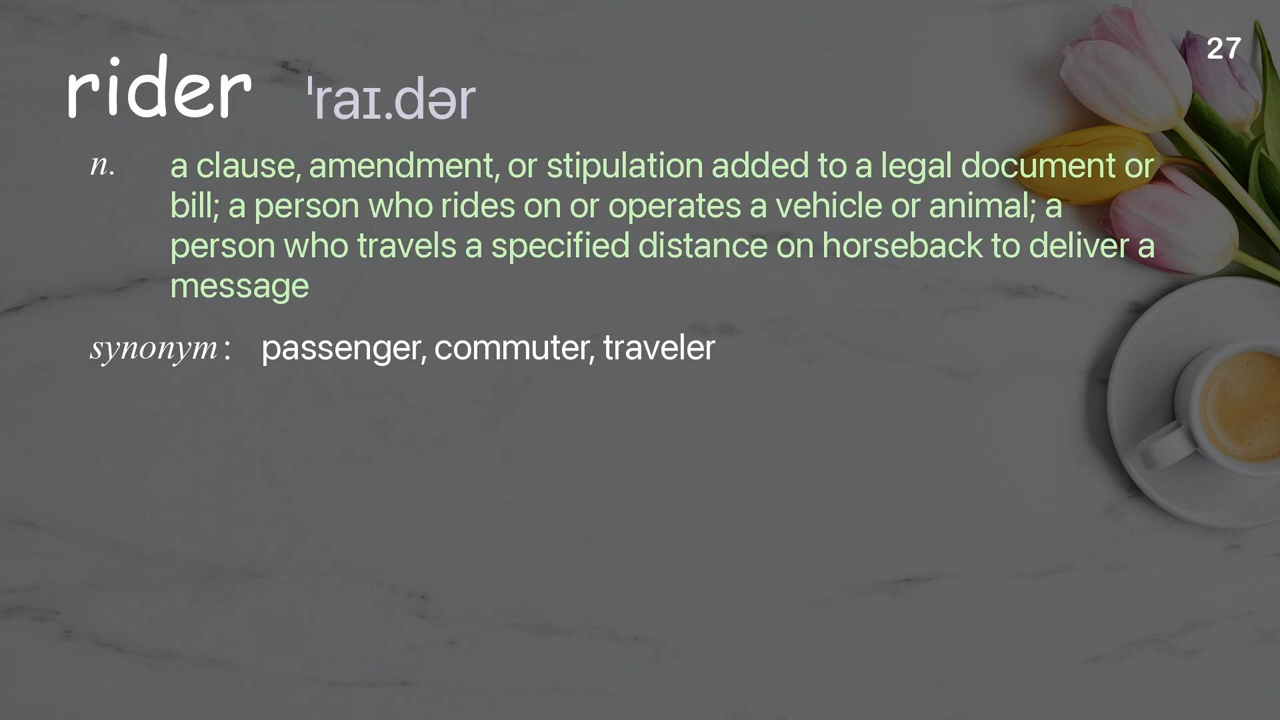 27
rider ˈraɪ.dər
n. a clause, amendment, or stipulation added to a legal document or
bill; a person who rides on or operates a vehicle or animal; a
person who travels a specified distance on horseback to deliver a
message
synonym: passenger, commuter, traveler